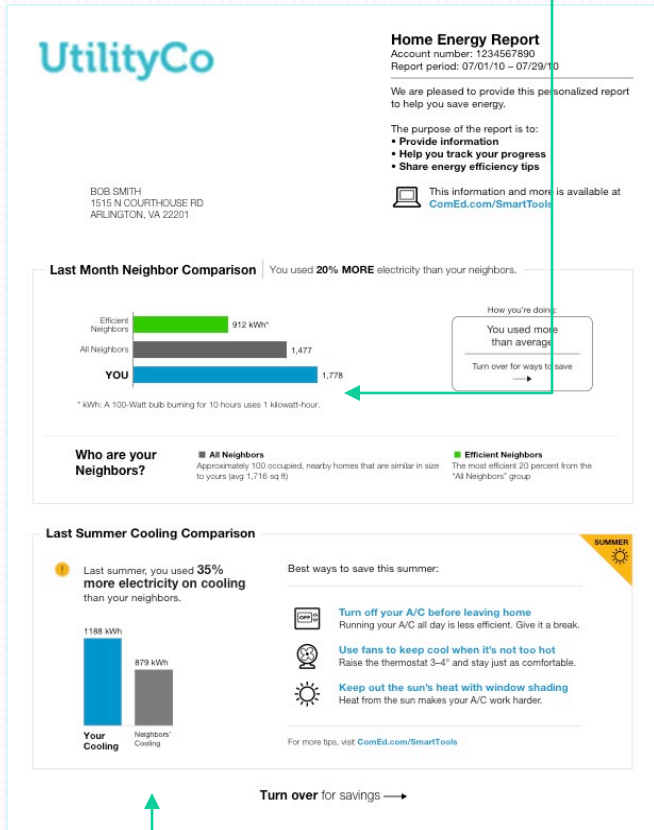 UtilityCo
Home Energy Report
Account number: 1234567890
Report period: 07/01/10 – 07/29/10
We are pleased to provide this personalized report
to help you save energy.
The purpose of the report is to:
• Provide information
• Help you track your progress
• Share energy efficiency tips
This information and more is available at
ComEd.com/SmartTools
BOB SMITH
1515 N COURTHOUSE RD
ARLINGTON, VA 22201
Last Month Neighbor Comparison You used 20% MORE electricity than your neighbors.
Efficient
Neighbors
912 kWh*
All Neighbors
1,477
YOU
1,778
* kWh: A 100-Watt bulb burning for 10 hours uses 1 kilowatt-hour.
How you're doing:
You used more
than average
Turn over for ways to save
Who are your
Neighbors?
All Neighbors
Approximately 100 occupied, nearby homes that are similar in size
to yours (avg 1,716 sq ft)
Efficient Neighbors
The most efficient 20 percent from the
"All Neighbors" group
Last Summer Cooling Comparison
SUMMER
!
Last summer, you used 35%
more electricity on cooling
than your neighbors.
1188 kWh
879 kWh
Your
Cooling
Neighbors'
Cooling
Best ways to save this summer:
OFF
Turn off your A/C before leaving home
Running your A/C all day is less efficient. Give it a break.
Use fans to keep cool when it's not too hot
Raise the thermostat 3–4° and stay just as comfortable.
Keep out the sun's heat with window shading
Heat from the sun makes your A/C work harder.
For more tips, visit ComEd.com/SmartTools
Turn over for savings